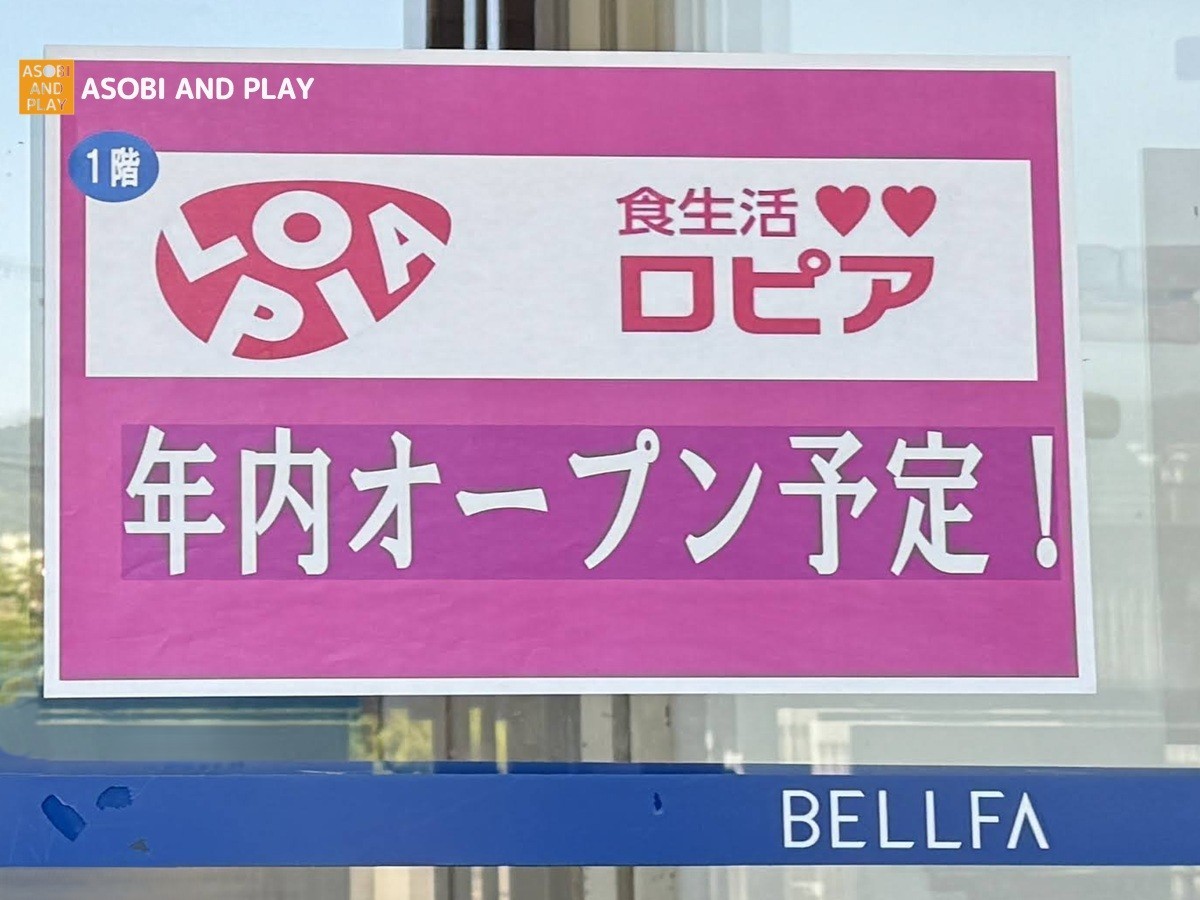 ASOBI AND PLAY
ASOBI AND PLAY
1階
LOPIA
食生活♥♥
ロピア
年内オープン予定！
BELLFA